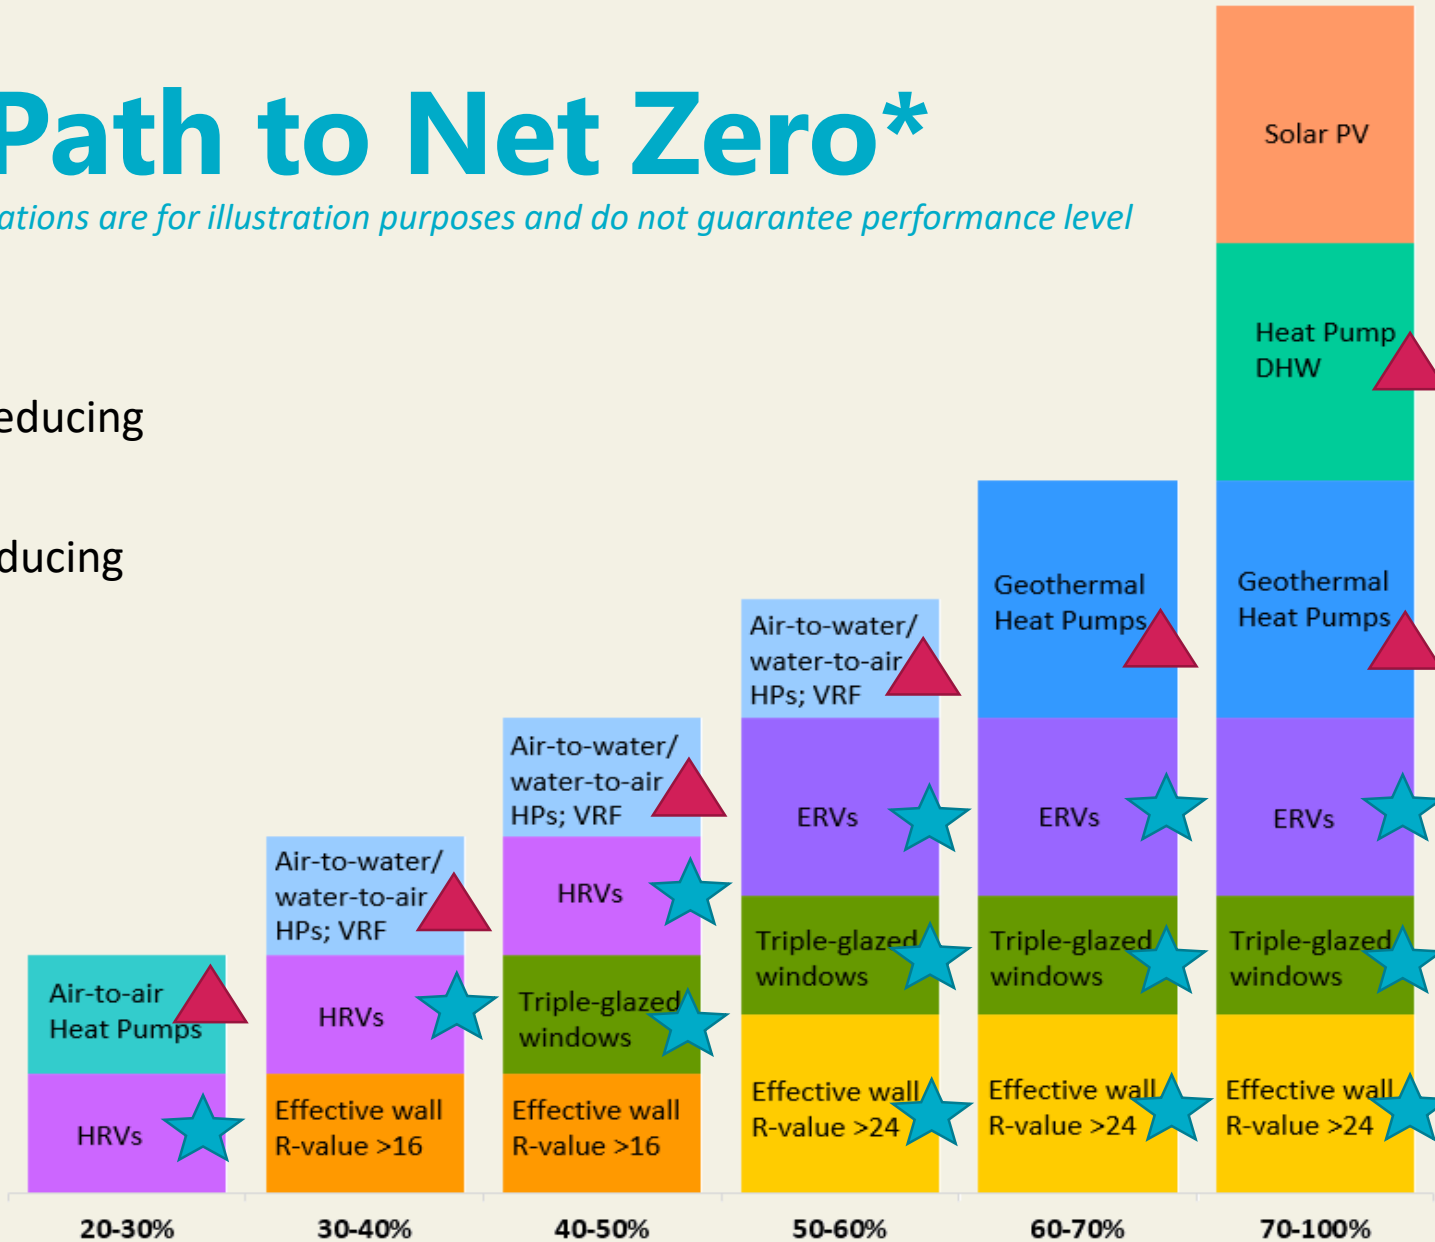 Path to Net Zero*
ations are for illustration purposes and do not guarantee performance level
educing
ducing
Air-to-air
Heat Pumps
HRVs
20-30%
Air-to-water/
water-to-air
HPs; VRF
HRVs
Effective wall
R-value >16
30-40%
Air-to-water/
water-to-air
HPs; VRF
HRVs
Triple-glazed
windows
Effective wall
R-value >16
40-50%
Air-to-water/
water-to-air
HPs; VRF
ERVs
Triple-glazed
windows
Effective wall
R-value >24
50-60%
Geothermal
Heat Pumps
ERVs
Triple-glazed
windows
Effective wall
R-value >24
60-70%
Solar PV
Heat Pump
DHW
Geothermal
Heat Pumps
ERVs
Triple-glazed
windows
Effective wall
R-value >24
70-100%